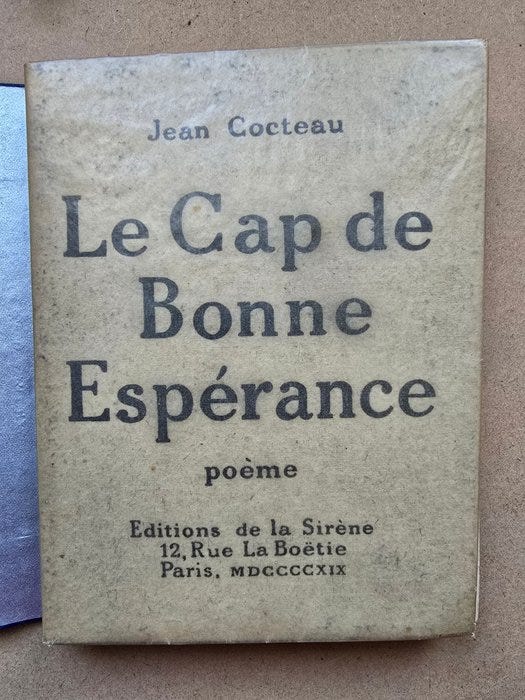 Jean Cocteau
Le Cap de
Bonne
Espérance
poème
Editions de la Sirène
12, Rue La Boëtie
Paris, MDCCCCXIX